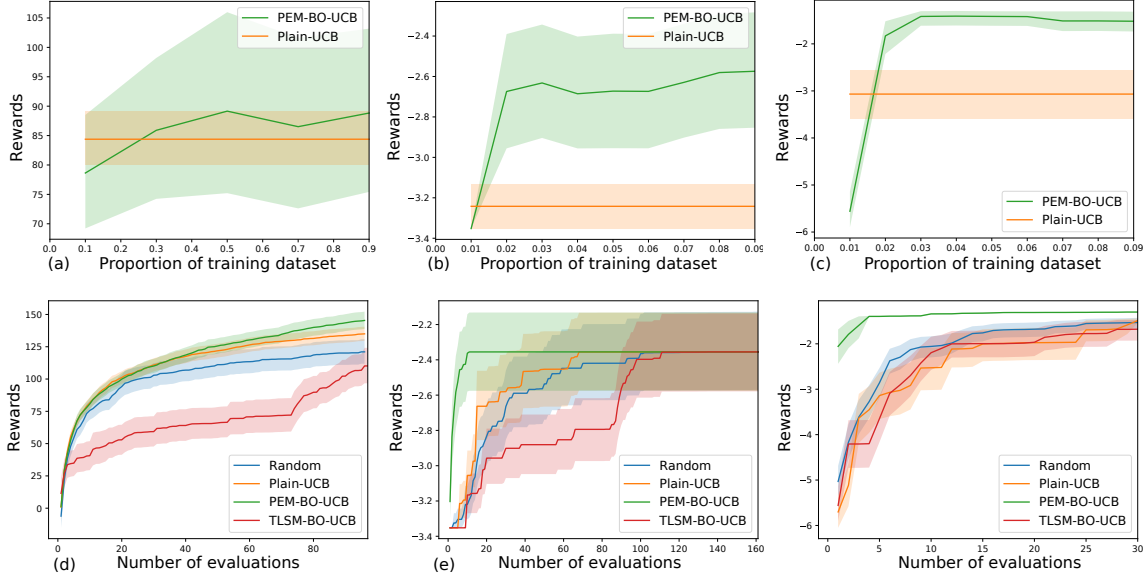 105
100
95
90
85
80
75
70
Rewards
PEM-BO-UCB
Plain-UCB
0.0 0.1 0.2 0.3 0.4 0.5 0.6 0.7 0.8 0.9
(a) Proportion of training dataset
−2.4
−2.6
−2.8
−3.0
−3.2
−3.4
Rewards
PEM-BO-UCB
Plain-UCB
0.00 0.01 0.02 0.03 0.04 0.05 0.06 0.07 0.08 0.09
(b) Proportion of training dataset
−1
−2
−3
−4
−5
−6
Rewards
PEM-BO-UCB
Plain-UCB
0.00 0.01 0.02 0.03 0.04 0.05 0.06 0.07 0.08 0.09
(c) Proportion of training dataset
150
125
100
75
50
25
0
Rewards
Random
Plain-UCB
PEM-BO-UCB
TLSM-BO-UCB
0 20 40 60 80
(d) Number of evaluations
−2.2
−2.4
−2.6
−2.8
−3.0
−3.2
−3.4
Rewards
Random
Plain-UCB
PEM-BO-UCB
TLSM-BO-UCB
0 20 40 60 80 100 120 140 160
(e) Number of evaluations
−2
−3
−4
−5
−6
Rewards
Random
Plain-UCB
PEM-BO-UCB
TLSM-BO-UCB
0 5 10 15 20 25 30
Number of evaluations